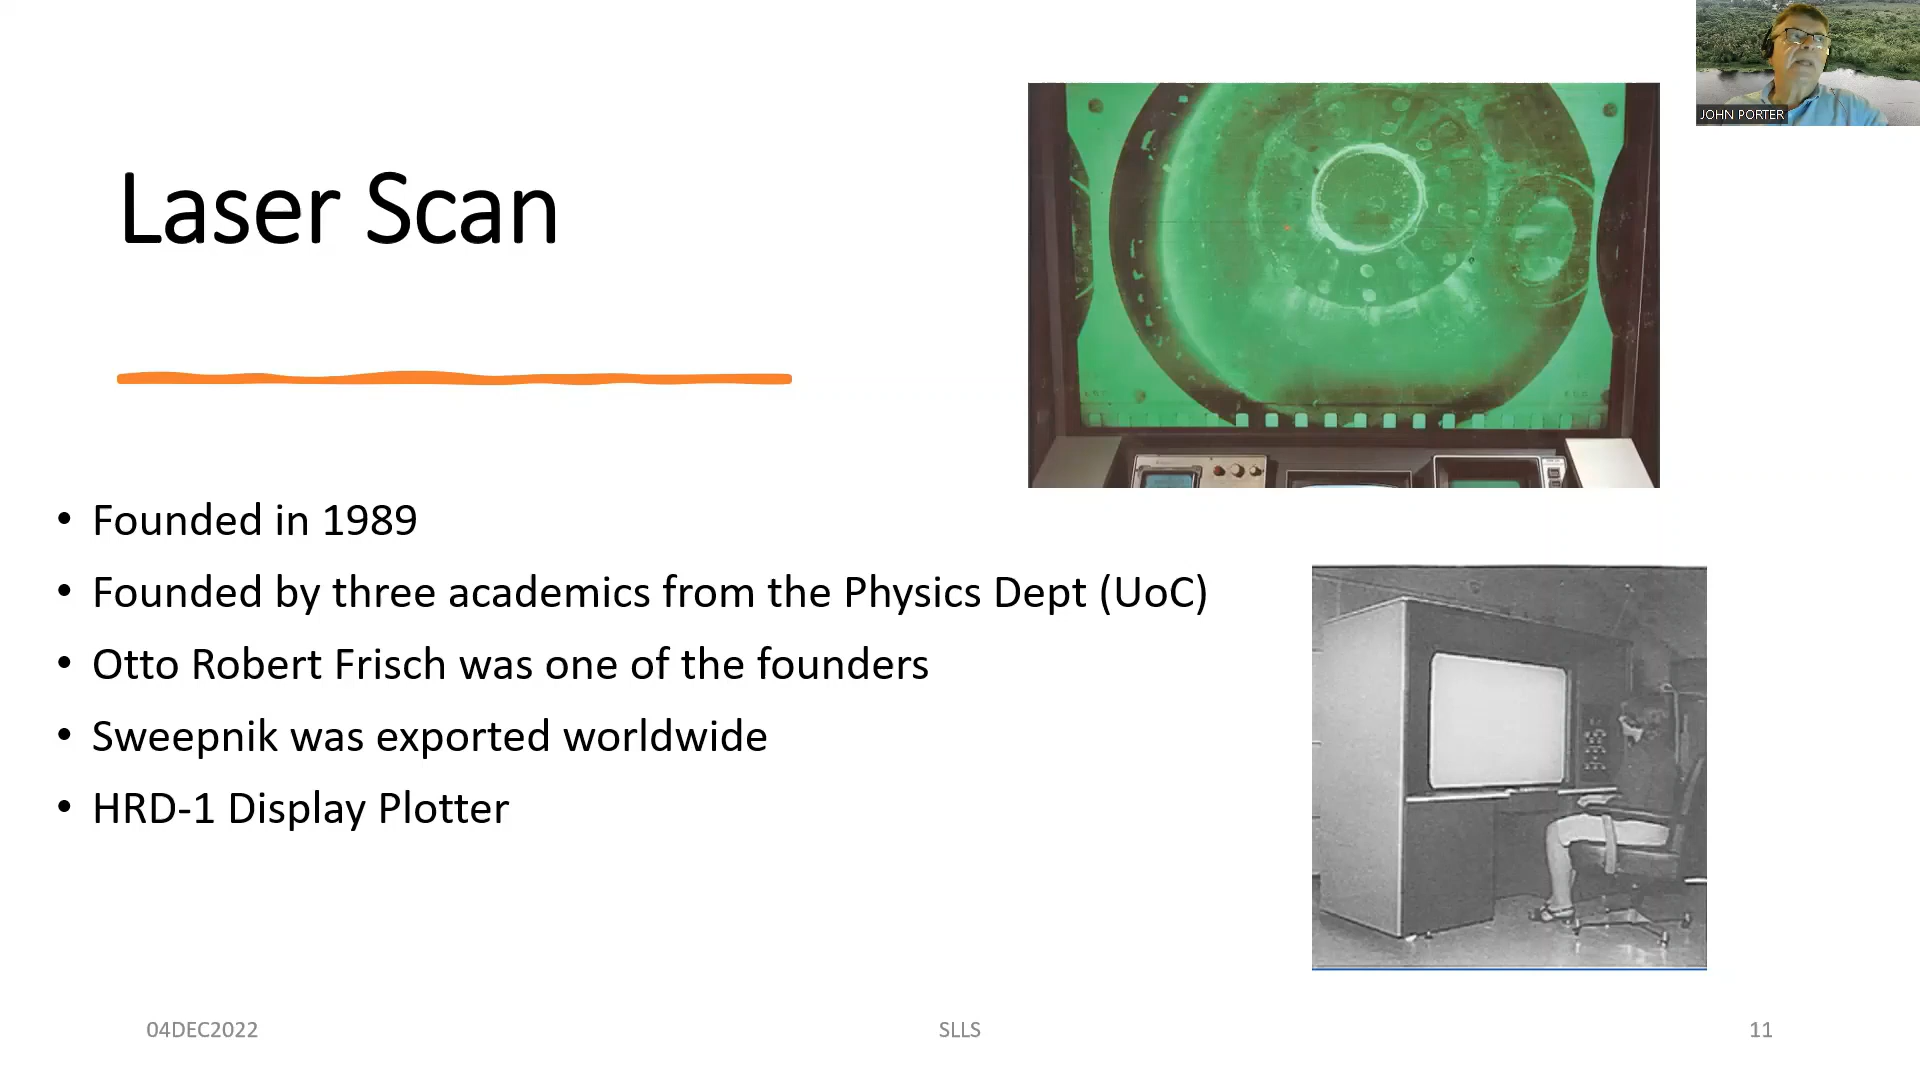 JOHN PORTER
Laser Scan
• Founded in 1989
• Founded by three academics from the Physics Dept (UoC)
• Otto Robert Frisch was one of the founders
• Sweepnik was exported worldwide
• HRD-1 Display Plotter
04DEC2022
SLLS
11